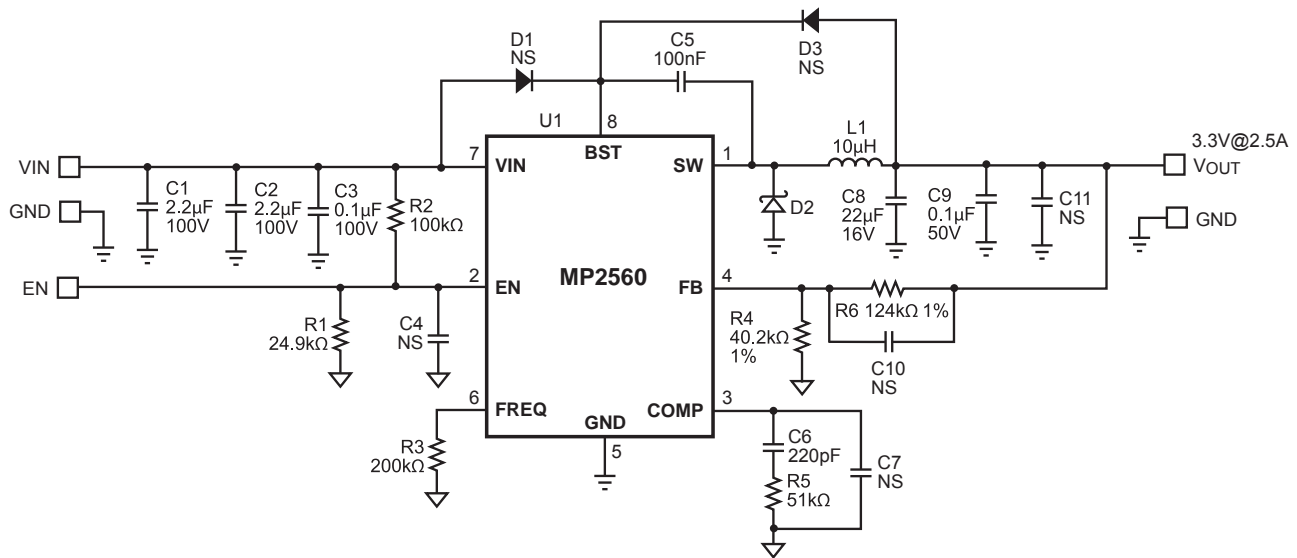 D1
NS
C5
100nF
D3
NS
U1
8
BST
L1
10µH
3.3V@2.5A
VIN
7
VIN
SW
1
VOUT
C1
2.2µF
100V
C2
2.2µF
100V
C3
0.1µF
100V
R2
100kΩ
D2
C8
22µF
16V
C9
0.1µF
50V
C11
NS
GND
GND
EN
2
EN
MP2560
FB
4
R1
24.9kΩ
C4
NS
R4
40.2kΩ
1%
R6 124kΩ 1%
C10
NS
6
FREQ
GND
5
COMP
3
R3
200kΩ
C6
220pF
R5
51kΩ
C7
NS